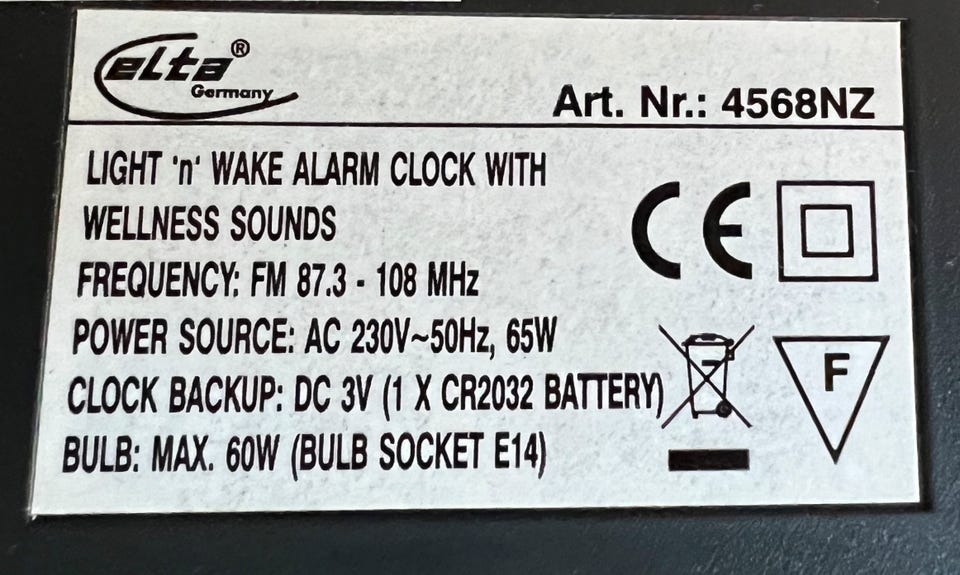 elta®
Germany
Art. Nr.: 4568NZ
LIGHT 'n' WAKE ALARM CLOCK WITH
WELLNESS SOUNDS
FREQUENCY: FM 87.3 - 108 MHz
POWER SOURCE: AC 230V~50Hz, 65W
CLOCK BACKUP: DC 3V (1 X CR2032 BATTERY)
BULB: MAX. 60W (BULB SOCKET E14)
CE
F